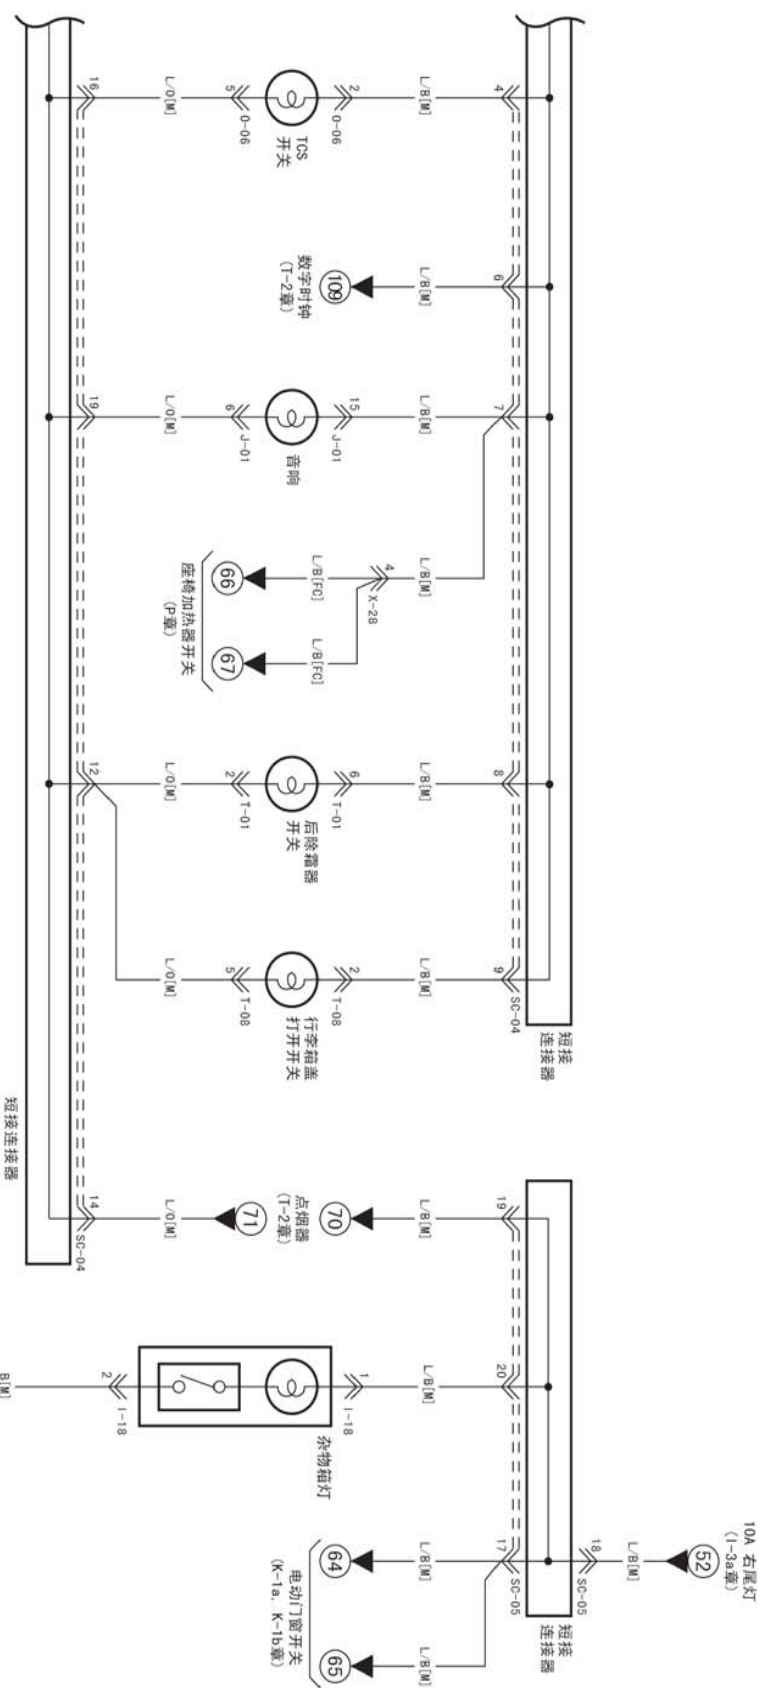 10A 右尾灯
(I-3a章)
52
L/B[M]
18
SC-05
短接
连接器
短接
连接器
4
6
7
8
9
SC-04
19
20
17
SC-05
L/B[M]
L/B[M]
L/B[M]
L/B[M]
L/B[M]
L/B[M]
L/B[M]
L/B[M]
L/B[M]
L/B[M]
2
O-06
TCS
开关
5
O-06
L/O[M]
16
109
数字时钟
(T-2章)
15
J-01
音响
6
J-01
L/O[M]
19
4
X-28
L/B[FC]
L/B[FC]
66
67
座椅加热器开关
(P章)
6
T-01
后除霜器
开关
2
T-01
L/O[M]
12
2
T-08
行李箱盖
打开开关
5
T-08
L/O[M]
70
点烟器
(T-2章)
71
L/O[M]
14
SC-04
短接连接器
1
I-18
杂物箱灯
2
I-18
B[M]
64
65
电动门窗开关
(K-1a, K-1b章)